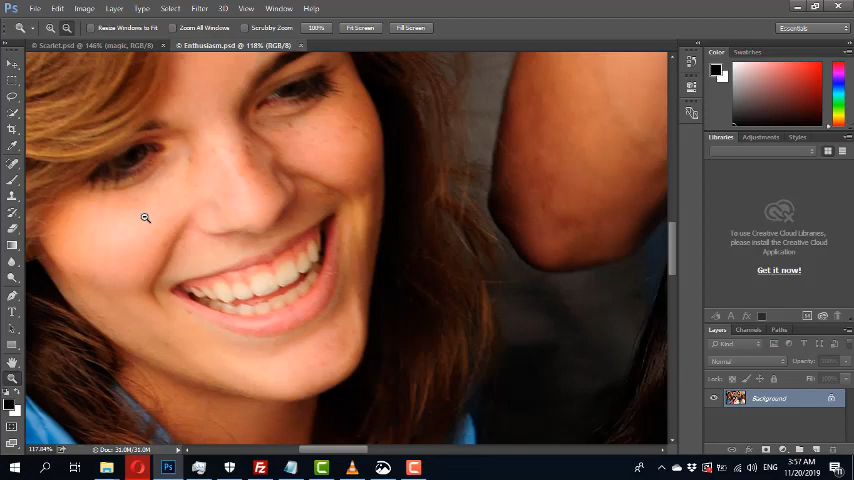 Ps File Edit Image Layer Type Select Filter 3D View Window Help
Resize Windows to Fit Zoom All Windows Scrubby Zoom 100% Fit Screen Fill Screen Essentials
Scarlet.psd @ 146% (magic, RGB/8) × Enthusiasm.psd @ 118% (RGB/8) ×
Color Swatches
Libraries Adjustments Styles
To use Creative Cloud Libraries,
please install the Creative Cloud
application
Get it now!
Layers Channels Paths
Kind
Normal Opacity: 100%
Lock: Fill: 100%
Background
117.84% Doc: 31.0M/31.0M
Ps ENG 3:57 AM
11/20/2019